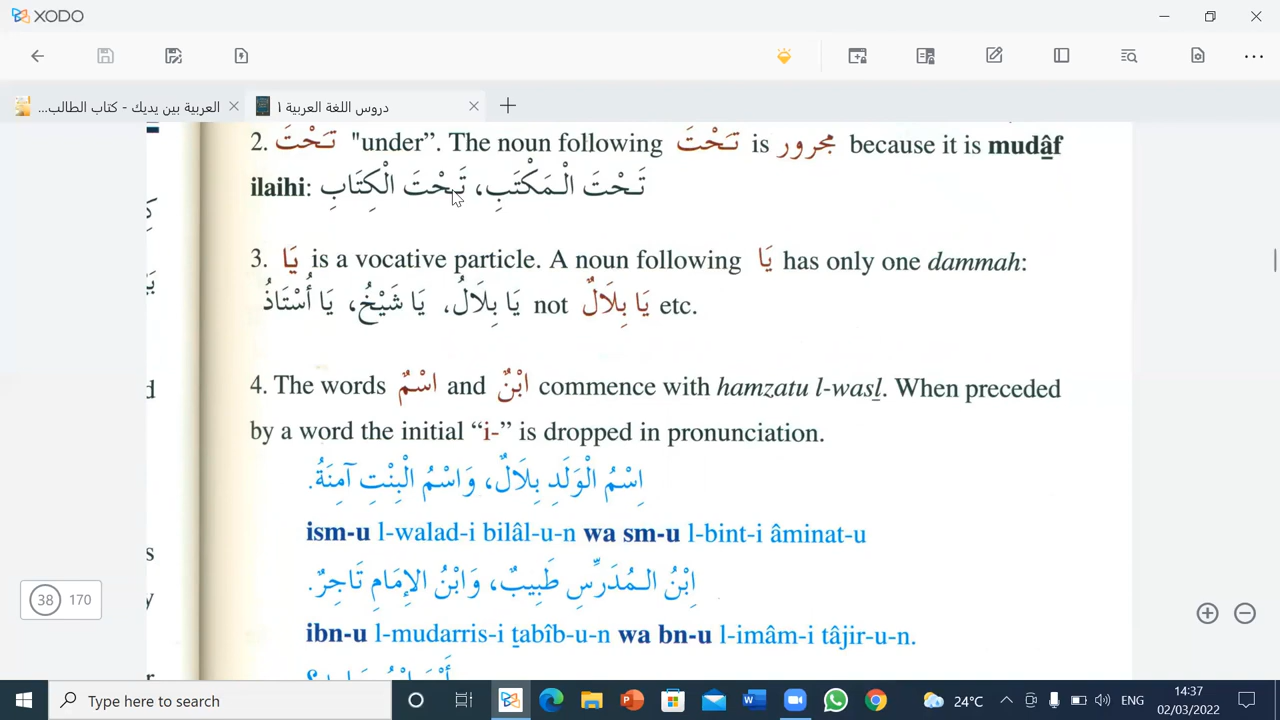 XODO
العربية بين يديك - كتاب الطالب...
دروس اللغة العربية ١
2. تَحْتَ "under". The noun following تَحْتَ is مجرور because it is mudâf
ilaihi: تَحْتَ الْمَكْتَبِ، تَحْتَ الْكِتَابِ
3. يَا is a vocative particle. A noun following يَا has only one dammah:
يَا بِلَالُ، يَا شَيْخُ، يَا أُسْتَاذُ not يَا بِلَالٌ etc.
4. The words اسْمٌ and ابْنٌ commence with hamzatu l-wasl. When preceded
by a word the initial “i-” is dropped in pronunciation.
اِسْمُ الْوَلَدِ بِلَالٌ، وَاسْمُ الْبِنْتِ آمِنَةُ.
ism-u l-walad-i bilâl-u-n wa sm-u l-bint-i âminat-u
اِبْنُ الْمُدَرِّسِ طَبِيبٌ، وَابْنُ الإِمَامِ تَاجِرٌ.
ibn-u l-mudarris-i tabîb-u-n wa bn-u l-imâm-i tâjir-u-n.
38 170
Type here to search
24°C
ENG
14:37
02/03/2022